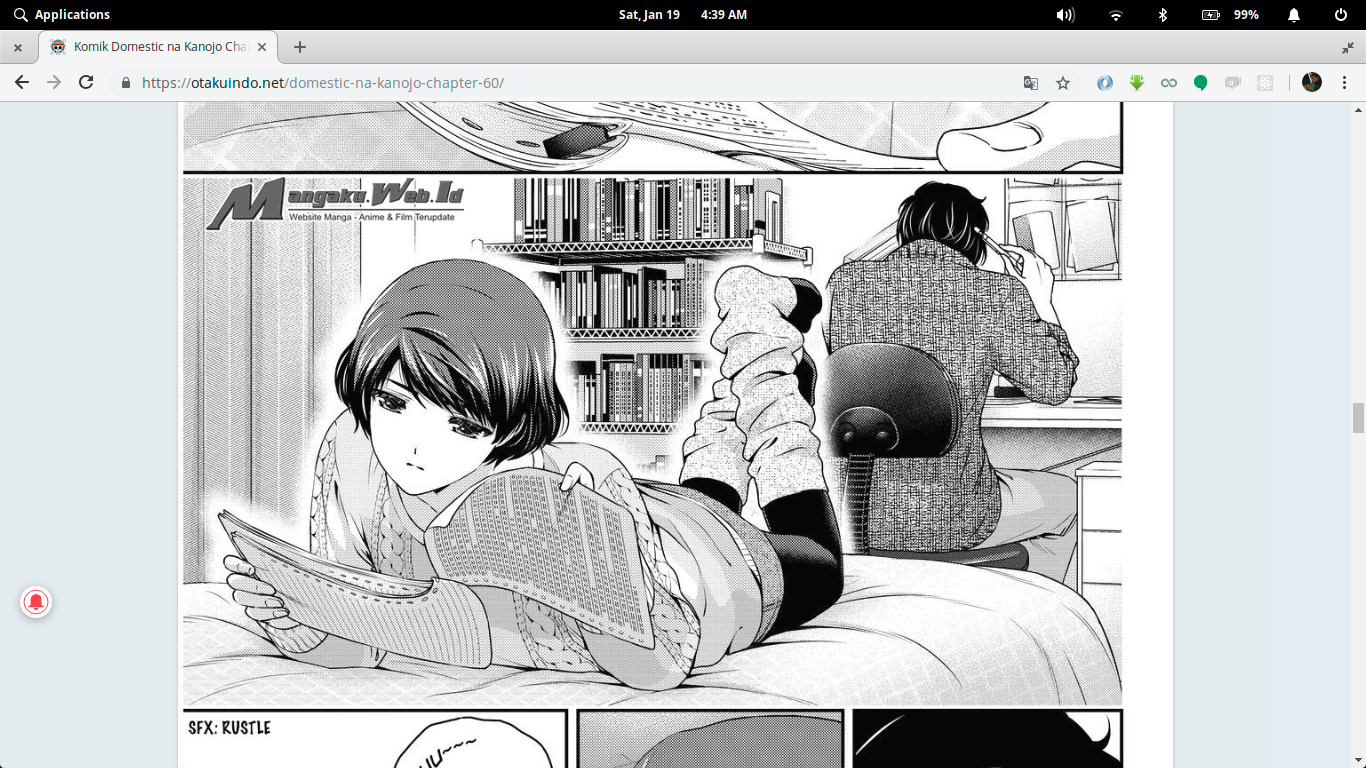 Applications
Sat, Jan 19 4:39 AM
99%
Komik Domestic na Kanojo Cha
https://otakuindo.net/domestic-na-kanojo-chapter-60/
Mangaku.Web.Id
Website Manga - Anime & Film Terupdate
SFX: RUSTLE